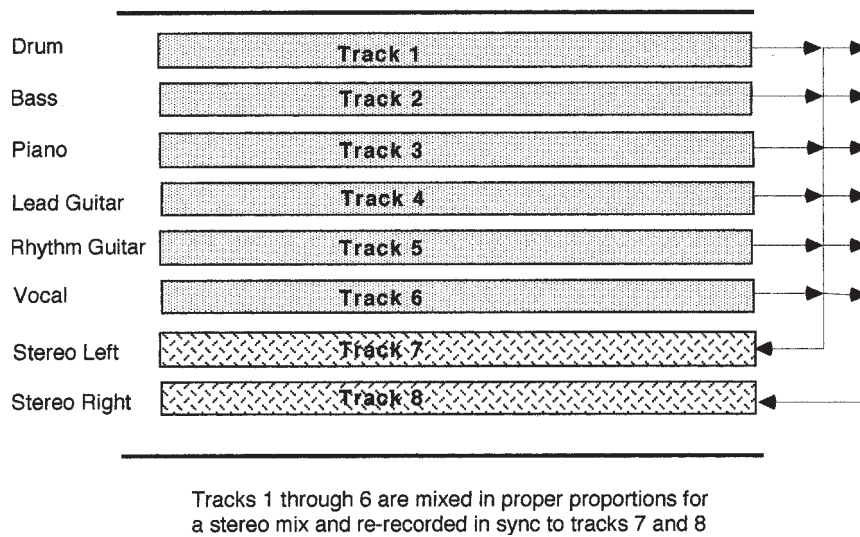 Drum Track 1
Bass Track 2
Piano Track 3
Lead Guitar Track 4
Rhythm Guitar Track 5
Vocal Track 6
Stereo Left Track 7
Stereo Right Track 8
Tracks 1 through 6 are mixed in proper proportions for
a stereo mix and re-recorded in sync to tracks 7 and 8